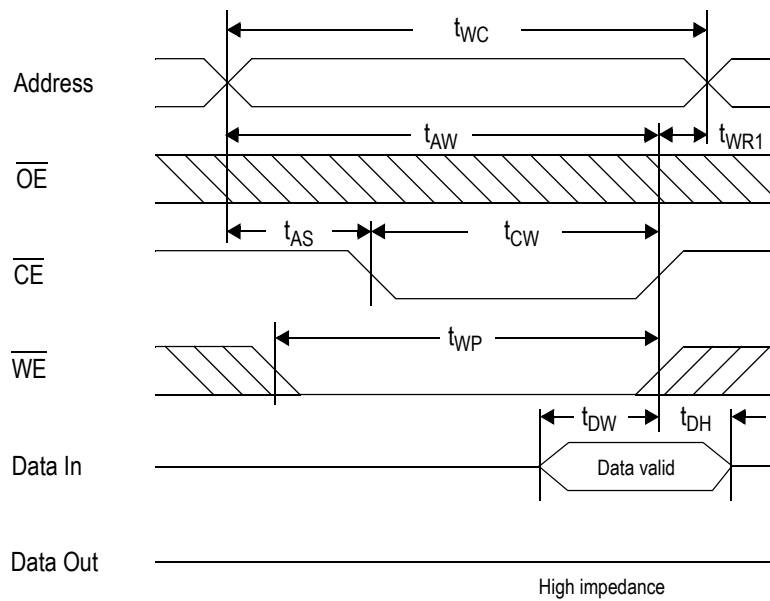 tWC
Address
tAW
tWR1
OE
tAS
tCW
CE
tWP
WE
tDW
tDH
Data In
Data valid
Data Out
High impedance